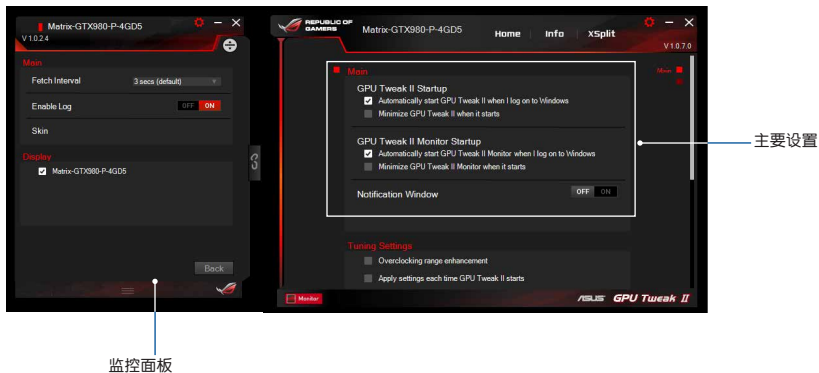 Matrix-GTX980-P-4GD5
V 1.0.2.4
Main
Fetch Interval
3 secs (default)
Enable Log
OFF ON
Skin
Display
Matrix-GTX980-P-4GD5
Back
监控面板
REPUBLIC OF
GAMERS
Matrix-GTX980-P-4GD5
Home Info XSplit
V 1.0.7.0
Main
Main
GPU Tweak II Startup
Automatically start GPU Tweak II when I log on to Windows
Minimize GPU Tweak II when it starts
GPU Tweak II Monitor Startup
Automatically start GPU Tweak II Monitor when I log on to Windows
Minimize GPU Tweak II Monitor when it starts
Notification Window
OFF ON
主要设置
Tuning Settings
Overclocking range enhancement
Apply settings each time GPU Tweak II starts
Monitor
ASUS GPU Tweak II